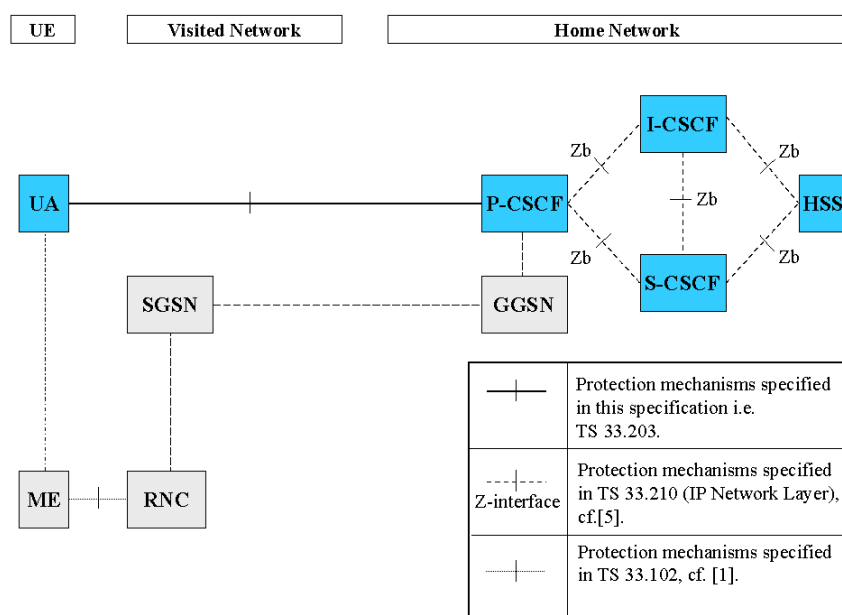 UE
Visited Network
Home Network
I-CSCF
Zb
Zb
UA
P-CSCF
Zb
HSS
Zb
Zb
SGSN
GGSN
S-CSCF
Protection mechanisms specified
in this specification i.e.
TS 33.203.
ME
RNC
Z-interface
Protection mechanisms specified
in TS 33.210 (IP Network Layer),
cf.[5].
Protection mechanisms specified
in TS 33.102, cf. [1].